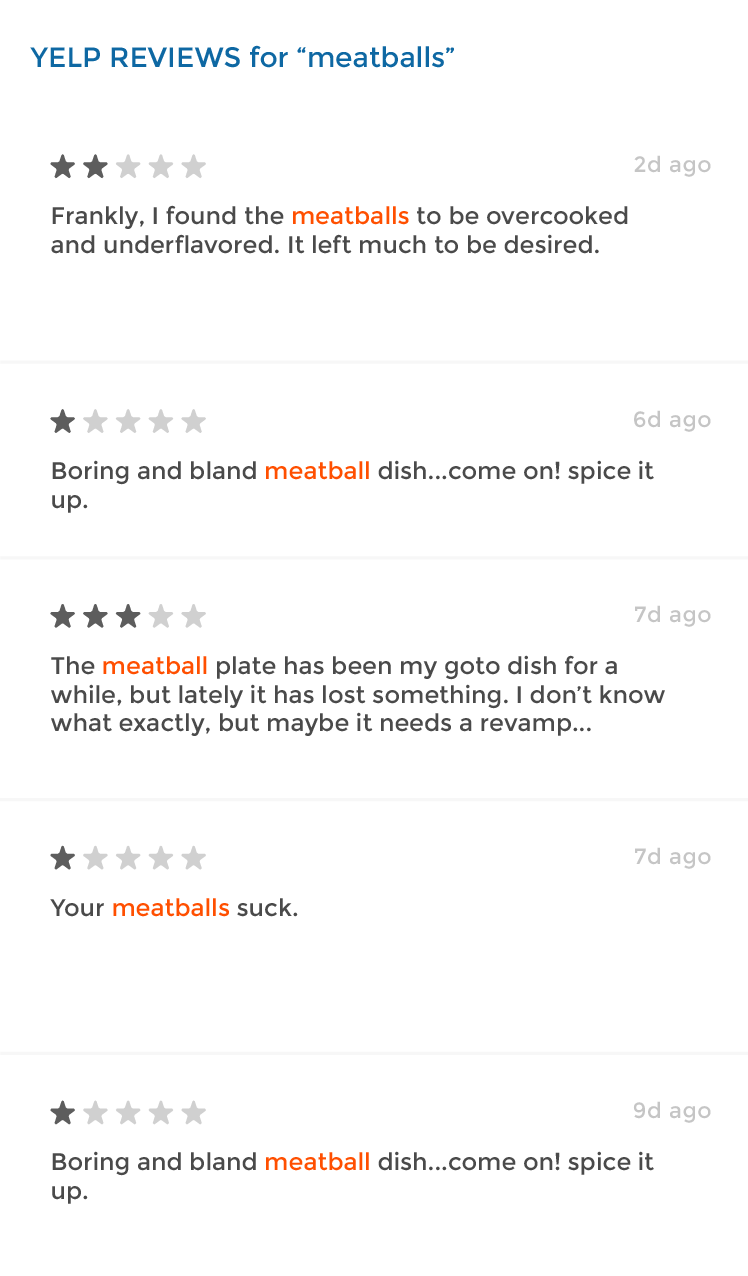 YELP REVIEWS for “meatballs”
2d ago
Frankly, I found the meatballs to be overcooked
and underflavored. It left much to be desired.
6d ago
Boring and bland meatball dish...come on! spice it
up.
7d ago
The meatball plate has been my goto dish for a
while, but lately it has lost something. I don’t know
what exactly, but maybe it needs a revamp...
7d ago
Your meatballs suck.
9d ago
Boring and bland meatball dish...come on! spice it
up.